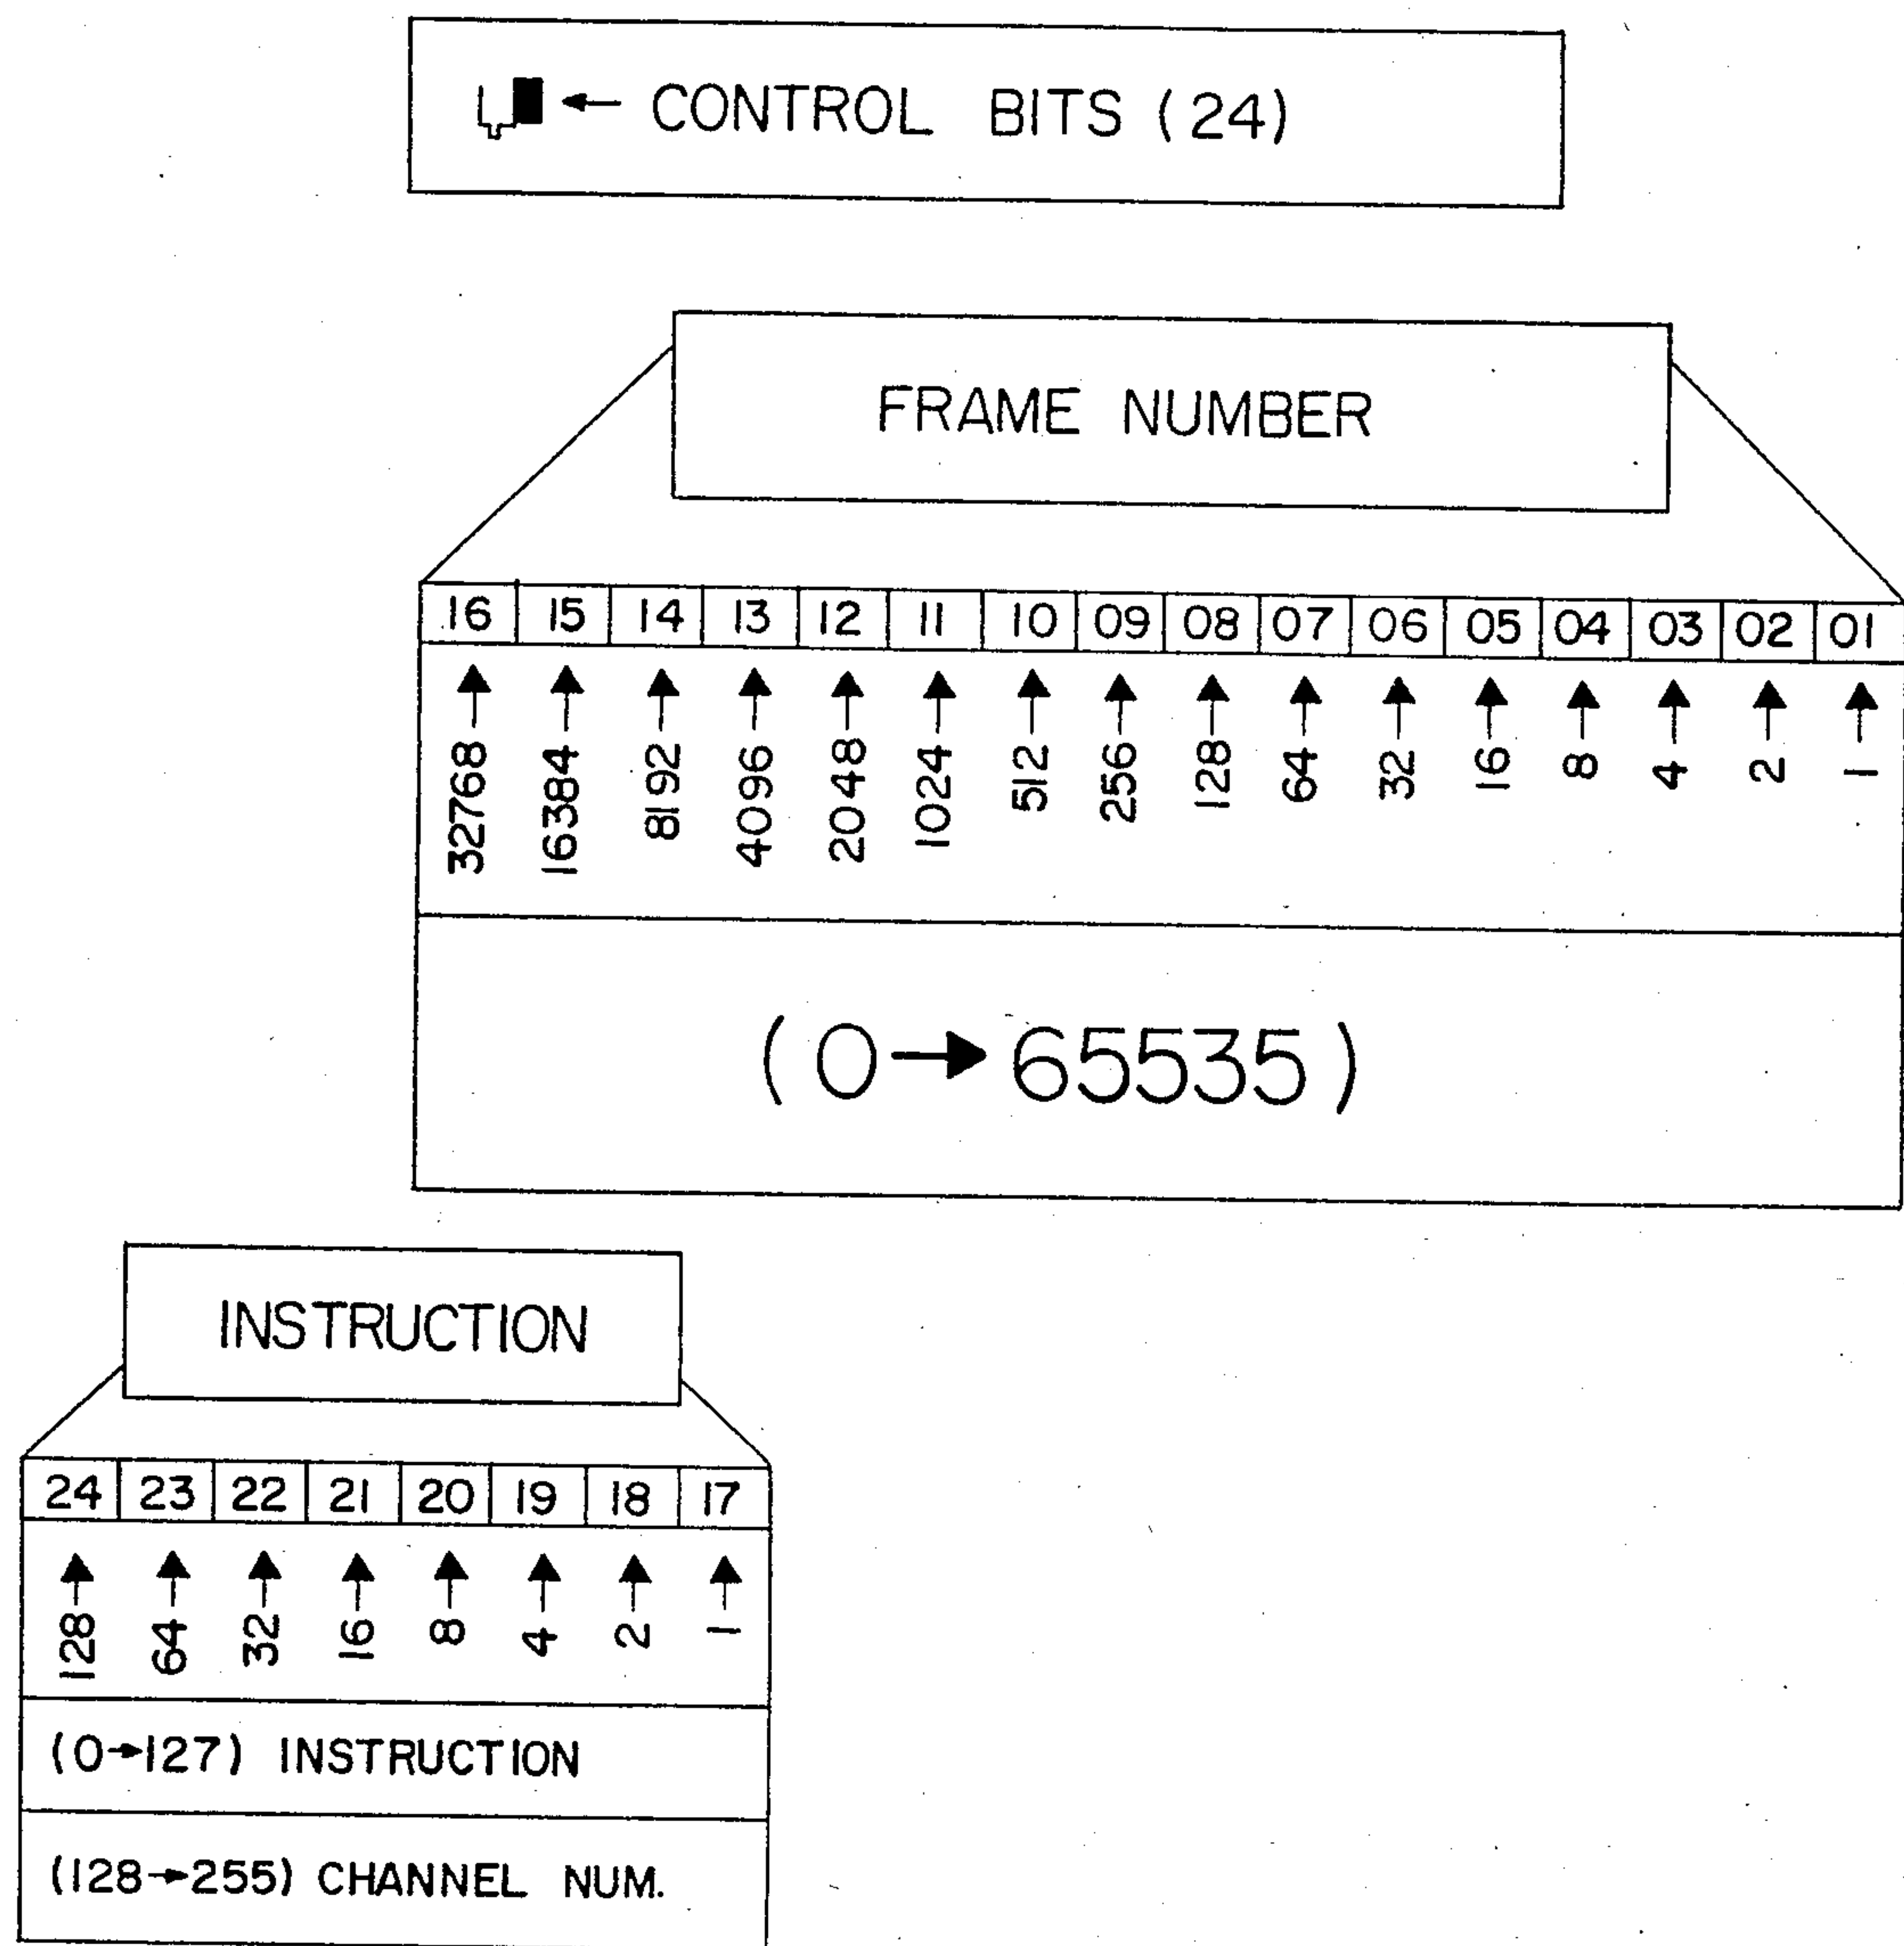 CONTROL BITS (24)
FRAME NUMBER
16 15 14 13 12 11 10 09 08 07 06 05 04 03 02 01
32768 16384 8192 4096 2048 1024 512 256 128 64 32 16 8 4 2 1
(0→65535)
INSTRUCTION
24 23 22 21 20 19 18 17
128 64 32 16 8 4 2 1
(0→127) INSTRUCTION
(128→255) CHANNEL NUM.